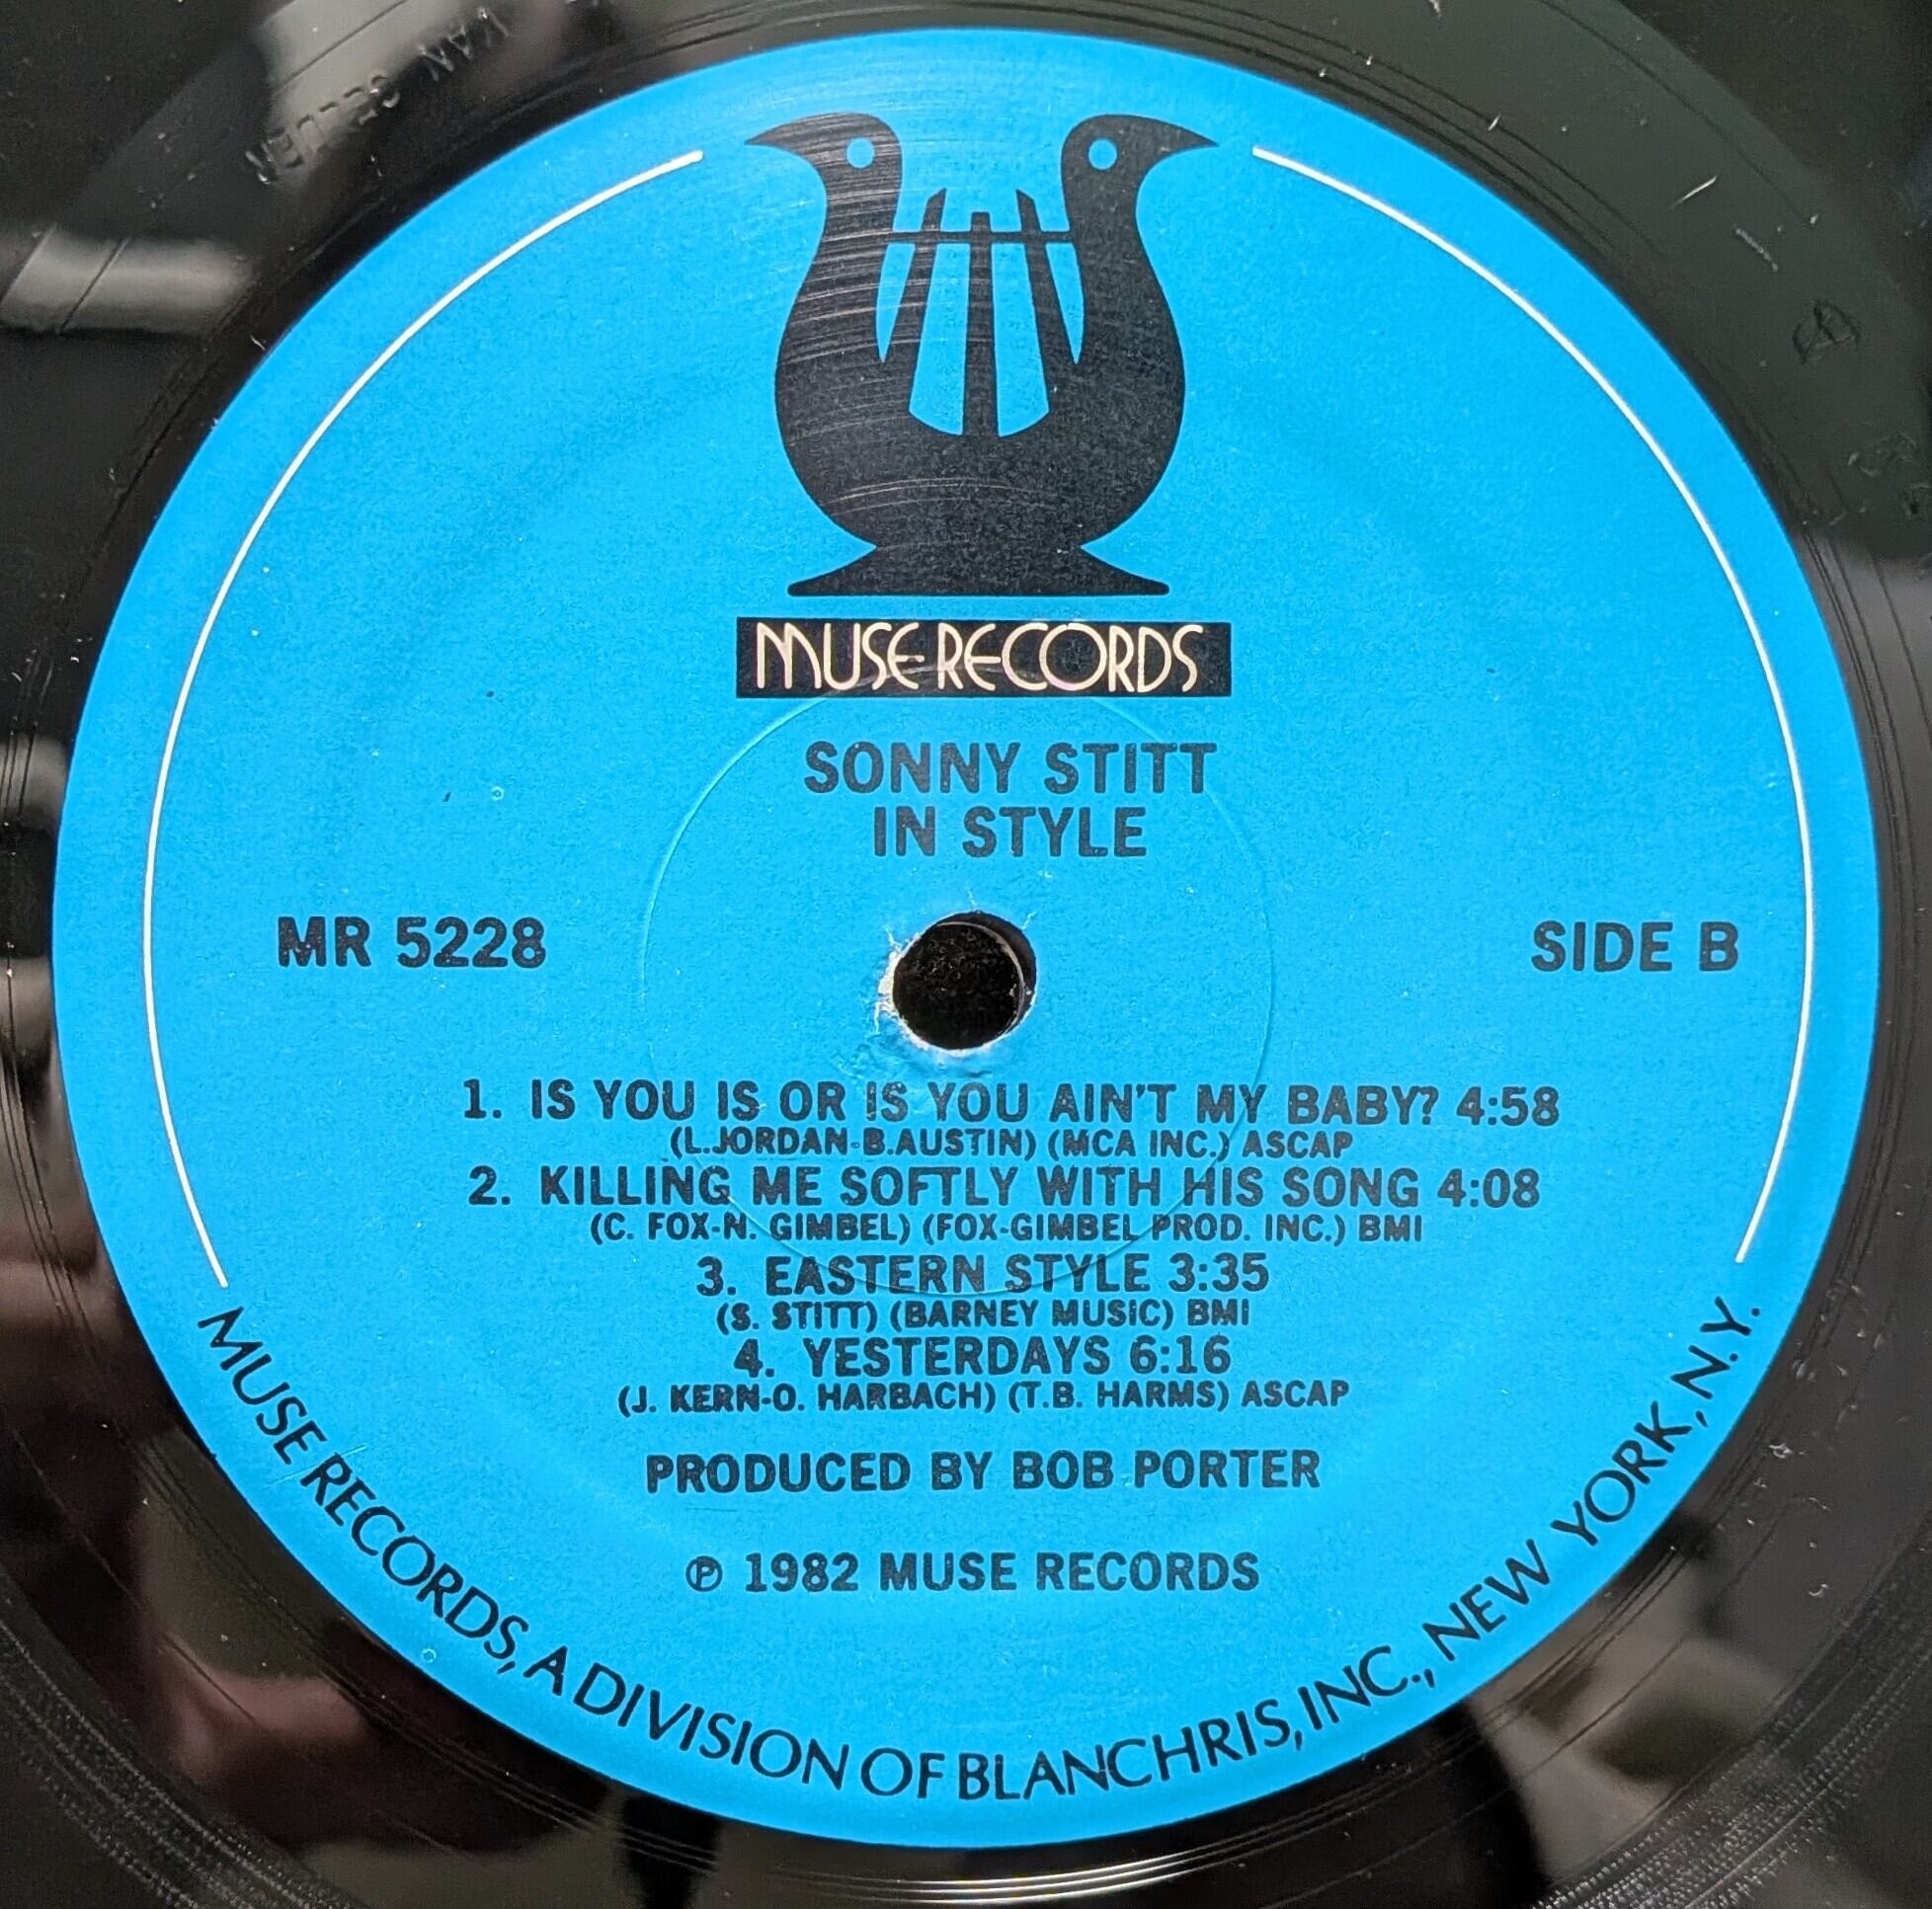 VAN GELDER
MUSE·RECORDS
SONNY STITT
IN STYLE
MR 5228
SIDE B
1. IS YOU IS OR IS YOU AIN'T MY BABY? 4:58
(L.JORDAN-B.AUSTIN) (MCA INC.) ASCAP
2. KILLING ME SOFTLY WITH HIS SONG 4:08
(C. FOX-N. GIMBEL) (FOX-GIMBEL PROD. INC.) BMI
3. EASTERN STYLE 3:35
(S. STITT) (BARNEY MUSIC) BMI
4. YESTERDAYS 6:16
(J. KERN-O. HARBACH) (T.B. HARMS) ASCAP
PRODUCED BY BOB PORTER
℗ 1982 MUSE RECORDS
MUSE RECORDS, A DIVISION OF BLANCHRIS, INC., NEW YORK, N.Y.